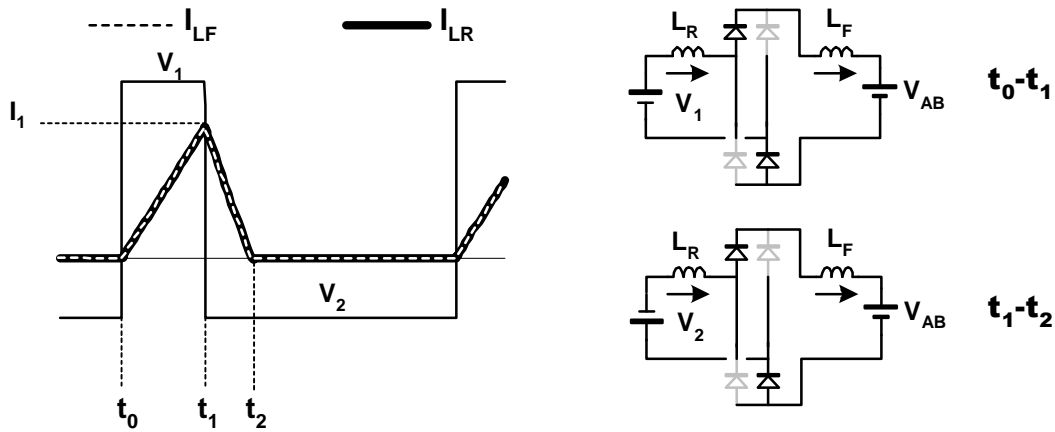 I_LF I_LR
V_1
I_1
V_2
t_0 t_1 t_2
L_R L_F
V_1 V_AB
t_0-t_1
L_R L_F
V_2 V_AB
t_1-t_2